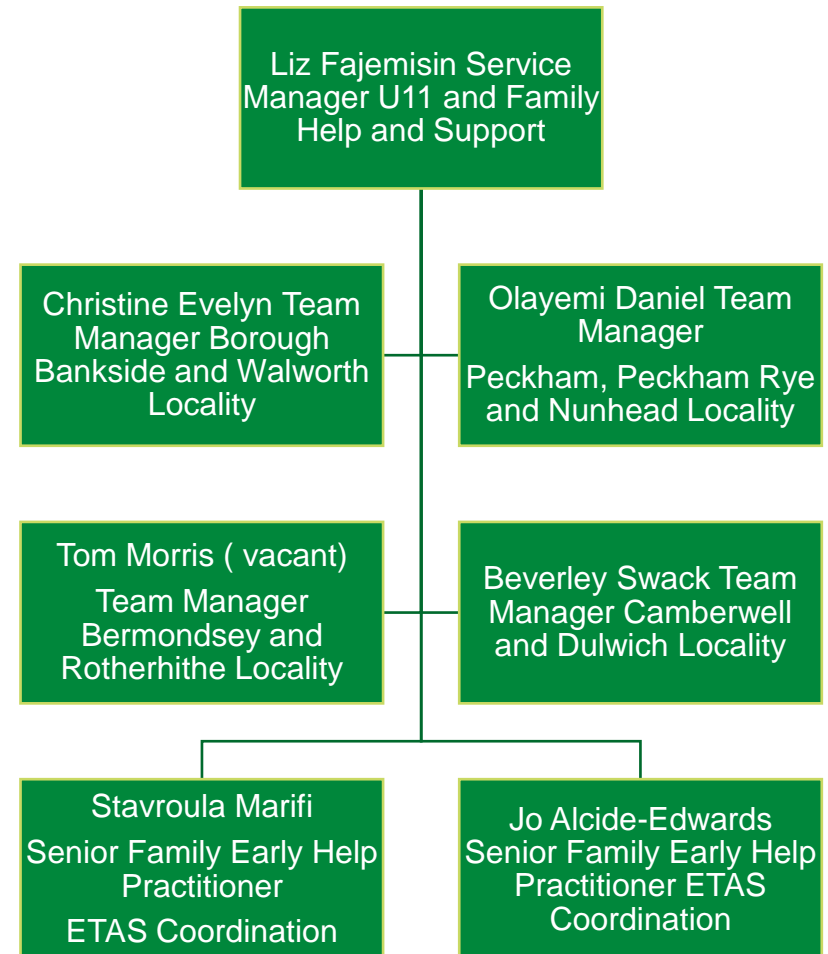 Liz Fajemisin Service
Manager U11 and Family
Help and Support
Christine Evelyn Team
Manager Borough
Bankside and Walworth
Locality
Olayemi Daniel Team
Manager
Peckham, Peckham Rye
and Nunhead Locality
Tom Morris ( vacant)
Team Manager
Bermondsey and
Rotherhithe Locality
Beverley Swack Team
Manager Camberwell
and Dulwich Locality
Stavroula Marifi
Senior Family Early Help
Practitioner
ETAS Coordination
Jo Alcide-Edwards
Senior Family Early Help
Practitioner ETAS
Coordination